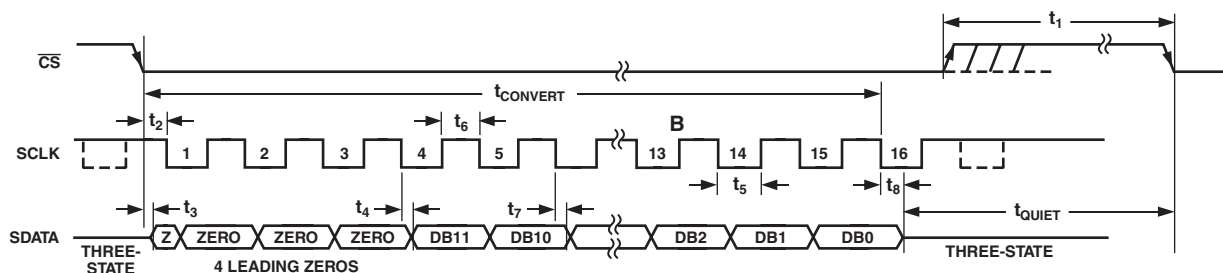 t1
CS
tCONVERT
t2
t6
B
SCLK
1 2 3 4 5 13 14 15 16
t5
t8
t3
t4
t7
tQUIET
SDATA
Z ZERO ZERO ZERO DB11 DB10 DB2 DB1 DB0
THREE-
STATE
THREE-STATE
4 LEADING ZEROS